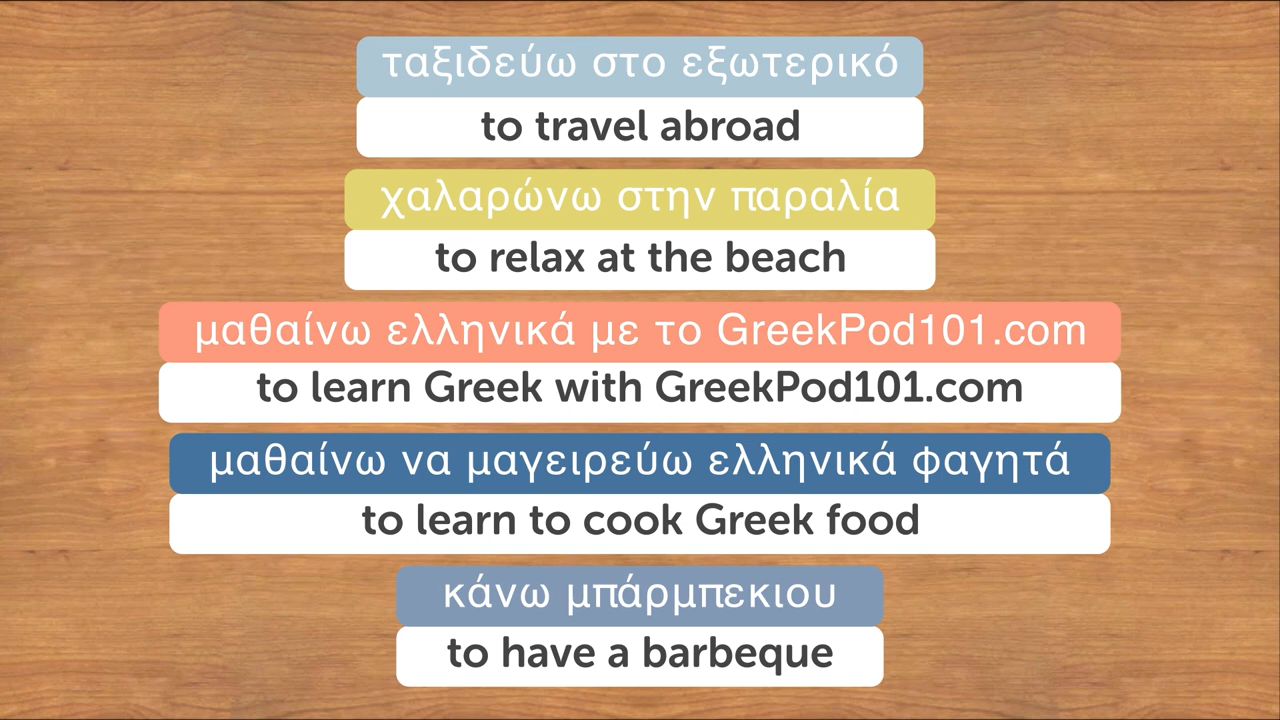 ταξιδεύω στο εξωτερικό
to travel abroad
χαλαρώνω στην παραλία
to relax at the beach
μαθαίνω ελληνικά με το GreekPod101.com
to learn Greek with GreekPod101.com
μαθαίνω να μαγειρεύω ελληνικά φαγητά
to learn to cook Greek food
κάνω μπάρμπεκιου
to have a barbeque